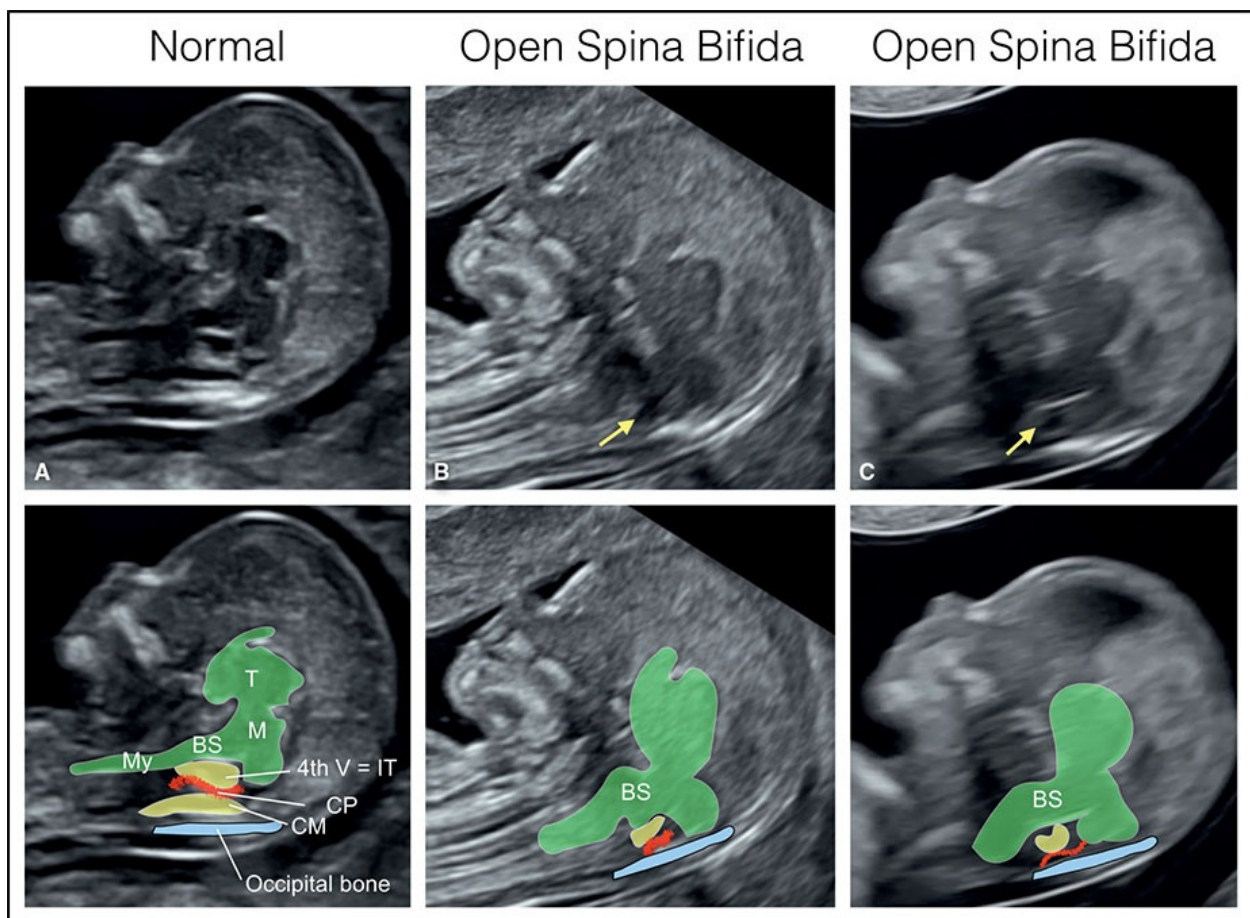 Normal
Open Spina Bifida
Open Spina Bifida
A
B
C
T
M
My
BS
4th V = IT
CP
CM
Occipital bone
BS
BS